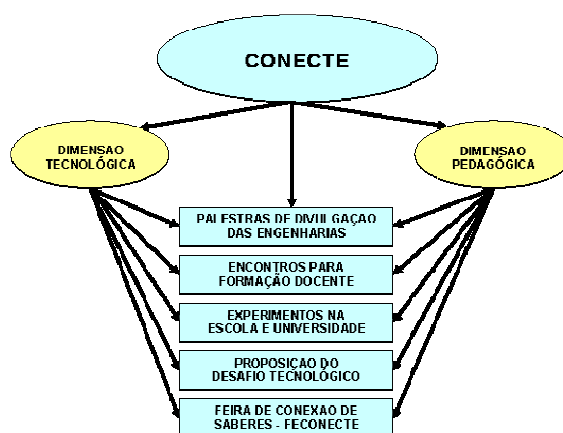 CONECTE
DIMENSAO
TECNOLÓGICA
DIMENSAO
PEDAGÓGICA
PALESTRAS DE DIVULGAÇAO
DAS ENGENHARIAS
ENCONTROS PARA
FORMAÇÃO DOCENTE
EXPERIMENTOS NA
ESCOLA E UNIVERSIDADE
PROPOSIÇAO DO
DESAFIO TECNOLÓGICO
FEIRA DE CONEXAO DE
SABERES - FECONECTE